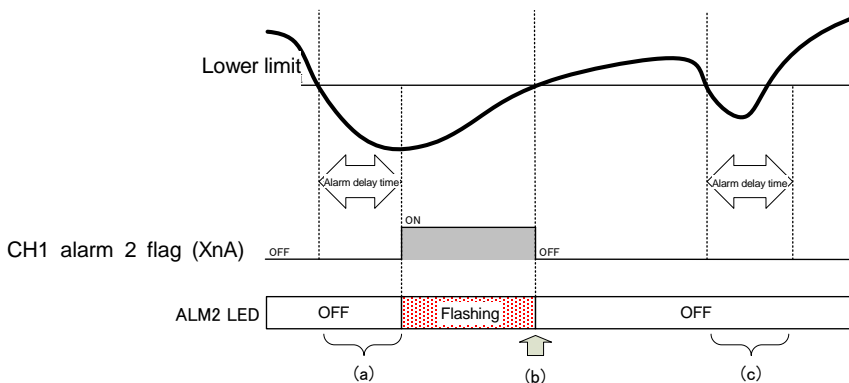 Lower limit
Alarm delay time
Alarm delay time
ON
CH1 alarm 2 flag (XnA)
OFF
OFF
ALM2 LED
OFF
Flashing
OFF
(a)
(b)
(c)